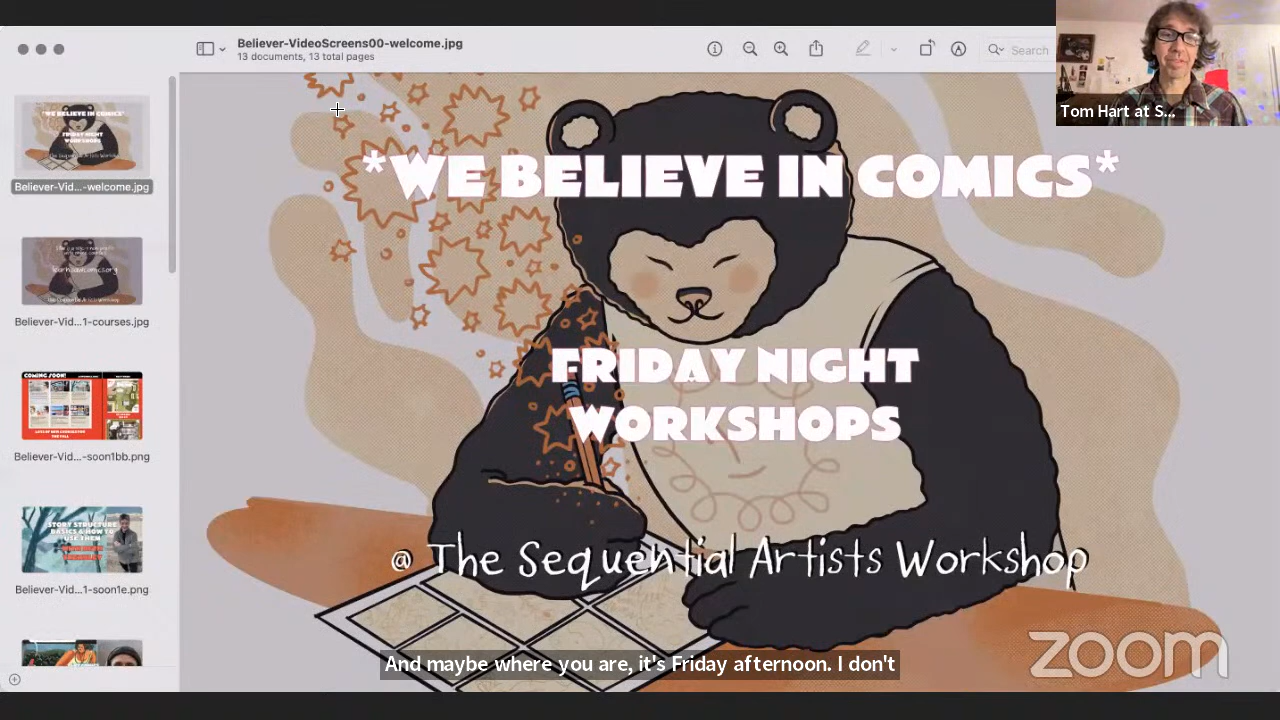 Believer-VideoScreens00-welcome.jpg
13 documents, 13 total pages
Search
Tom Hart at S...
Believer-Vid...-welcome.jpg
Believer-Vid...1-courses.jpg
COMING SOON!
Believer-Vid...-soon1bb.png
STORY STRUCTURE
BASICS & HOW TO
USE THEM
Believer-Vid...1-soon1e.png
*WE BELIEVE IN COMICS*
FRIDAY NIGHT
WORKSHOPS
@ The Sequential Artists Workshop
And maybe where you are, it's Friday afternoon. I don't
zoom